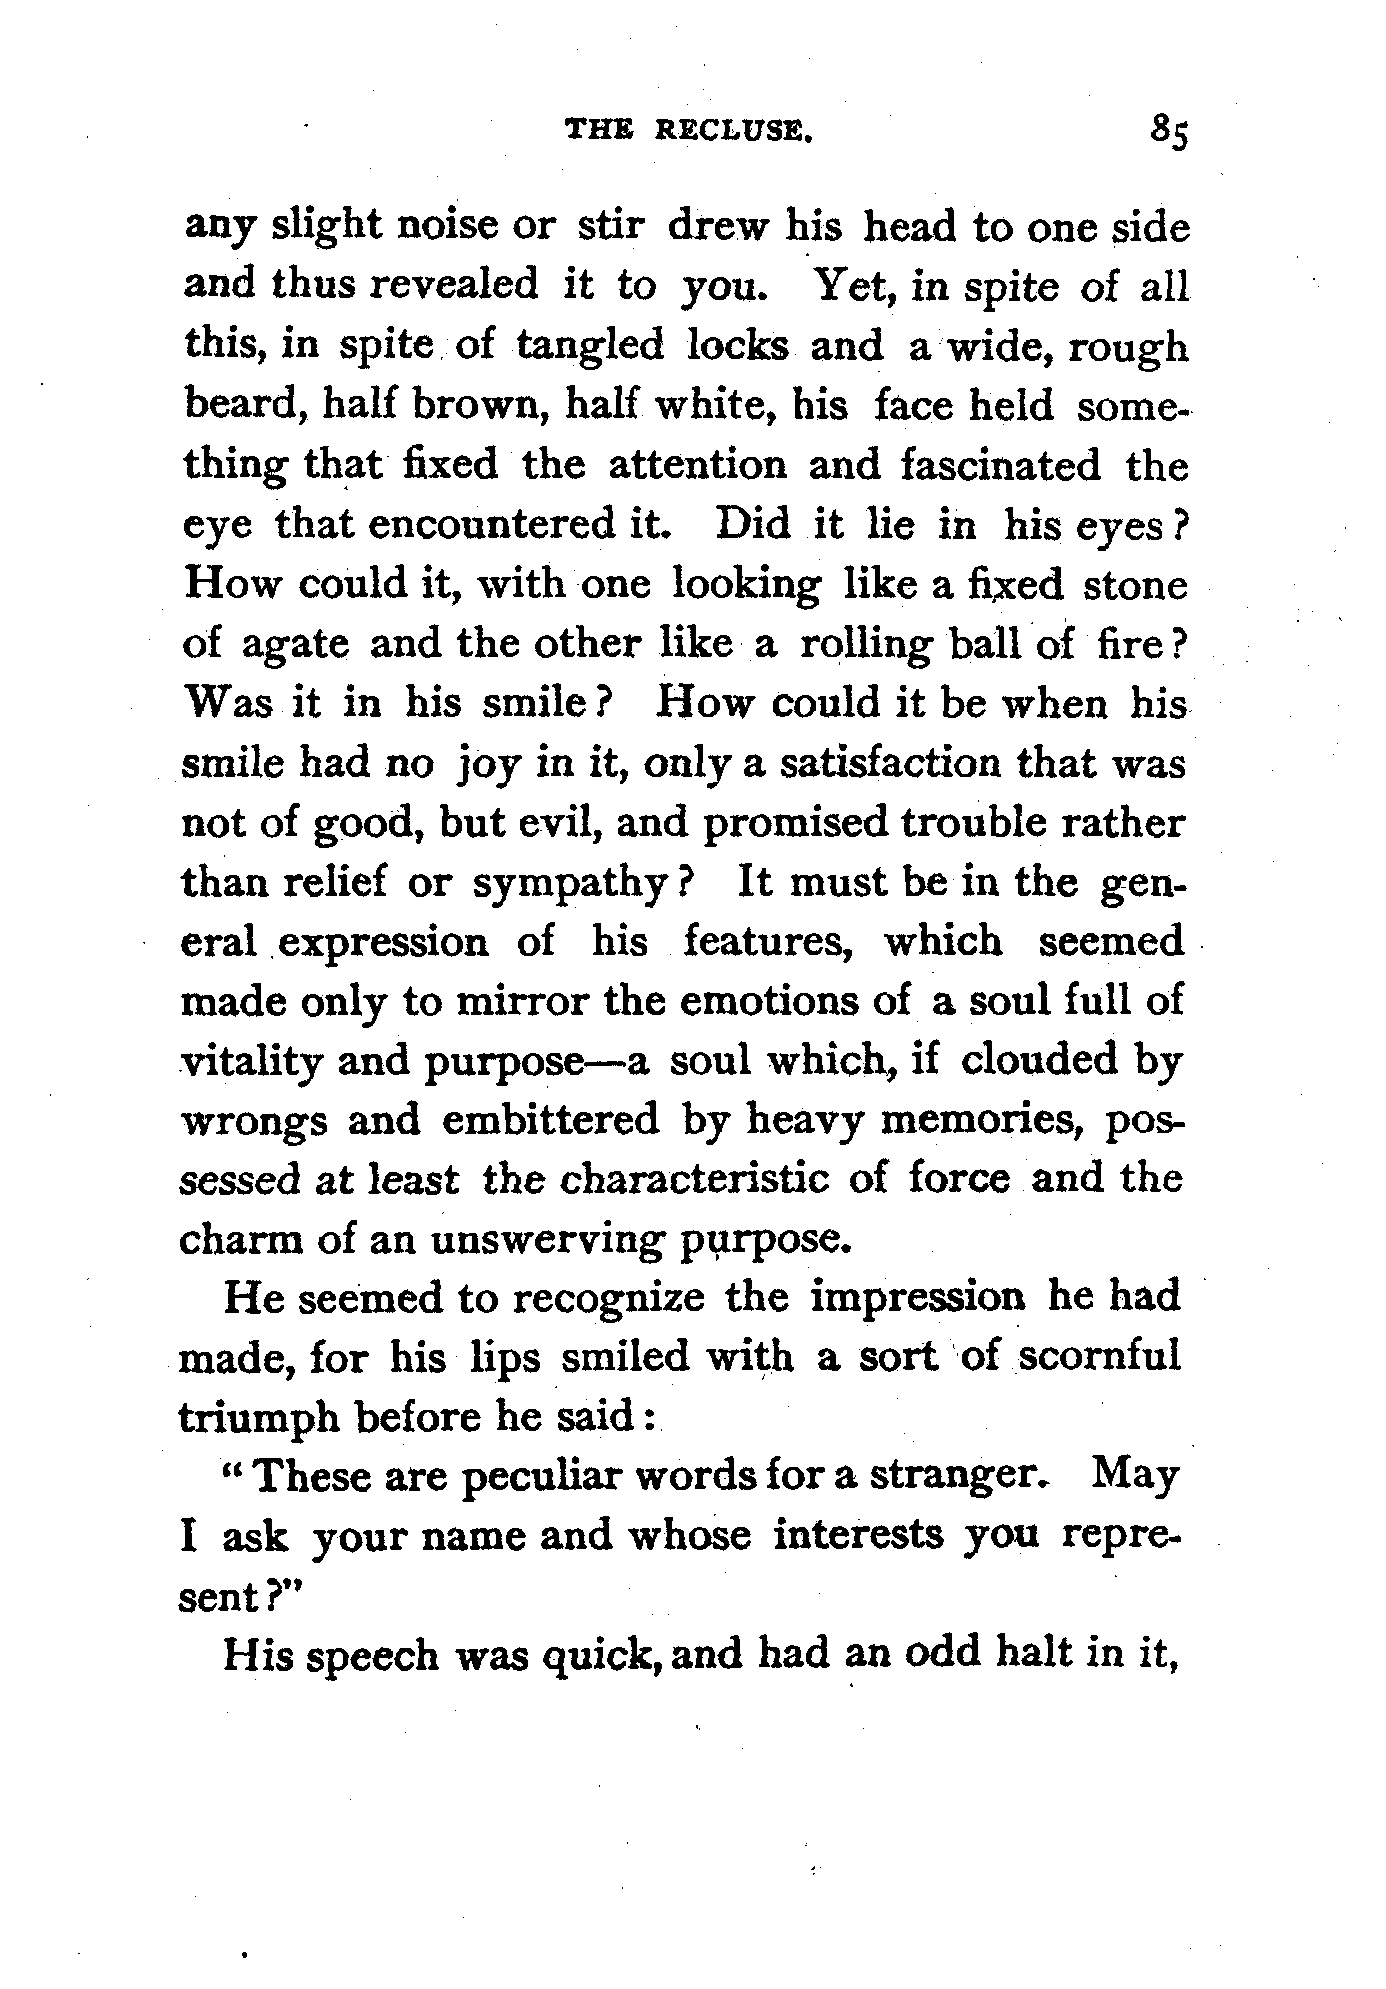 THE RECLUSE. 85
any slight noise or stir drew his head to one side
and thus revealed it to you. Yet, in spite of all
this, in spite of tangled locks and a wide, rough
beard, half brown, half white, his face held some-
thing that fixed the attention and fascinated the
eye that encountered it. Did it lie in his eyes?
How could it, with one looking like a fixed stone
of agate and the other like a rolling ball of fire?
Was it in his smile? How could it be when his
smile had no joy in it, only a satisfaction that was
not of good, but evil, and promised trouble rather
than relief or sympathy? It must be in the gen-
eral expression of his features, which seemed
made only to mirror the emotions of a soul full of
vitality and purpose—a soul which, if clouded by
wrongs and embittered by heavy memories, pos-
sessed at least the characteristic of force and the
charm of an unswerving purpose.
He seemed to recognize the impression he had
made, for his lips smiled with a sort of scornful
triumph before he said:
"These are peculiar words for a stranger. May
I ask your name and whose interests you repre-
sent?"
His speech was quick, and had an odd halt in it,